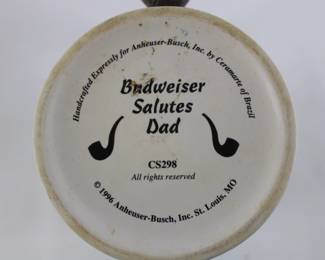 Handcrafted Expressly for Anheuser-Busch, Inc. by Ceramarte of Brazil
Budweiser
Salutes
Dad
CS298
All rights reserved
© 1996 Anheuser-Busch, Inc. St. Louis, MO